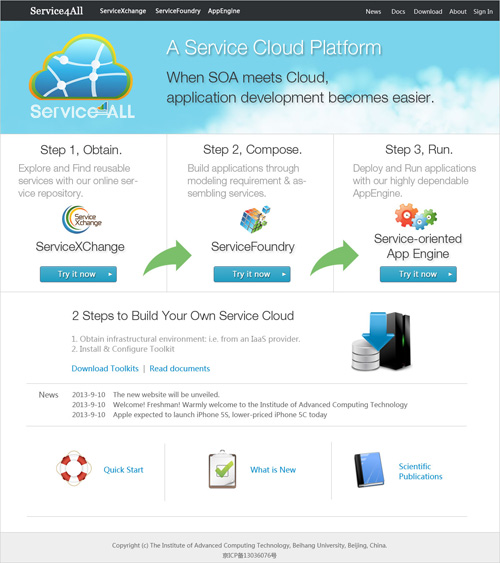 Service4All ServiceXchange ServiceFoundry AppEngine News Docs Download About Sign In
Service4ALL
A Service Cloud Platform
When SOA meets Cloud,
application development becomes easier.
Step 1, Obtain.
Explore and Find reusable
services with our online ser-
vice repository.
Service
Xchange
ServiceXChange
Try it now
Step 2, Compose.
Build applications through
modeling requirement & as-
sembling services.
ServiceFoundry
Try it now
Step 3, Run.
Deploy and Run applications
with our highly dependable
AppEngine.
Service-oriented
App Engine
Try it now
2 Steps to Build Your Own Service Cloud
1. Obtain infrastructural environment: i.e. from an IaaS provider.
2. Install & Configure Toolkit
Download Toolkits | Read documents
News 2013-9-10 The new website will be unveiled.
2013-9-10 Welcome! Freshman! Warmly welcome to the Institude of Advanced Computing Technology
2013-9-10 Apple expected to launch iPhone 5S, lower-priced iPhone 5C today
Quick Start
What is New
Scientific
Publications
Copyright (c) The Institute of Advanced Computing Technology, Beihang University, Beijing, China.
京ICP备13036076号